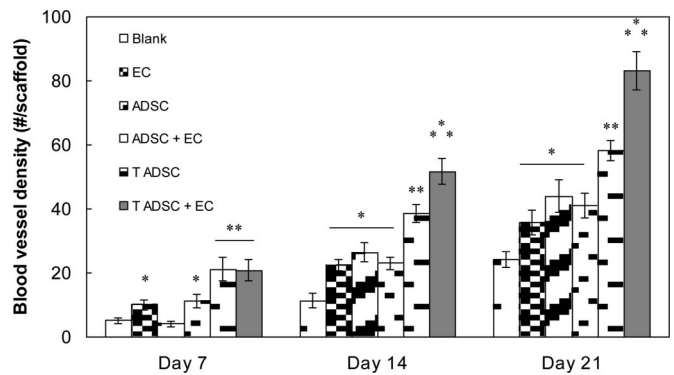 Blood vessel density (#/scaffold)
100
80
60
40
20
0
Blank
EC
ADSC
ADSC + EC
T ADSC
T ADSC + EC
*
*
**
*
**
*
* *
*
**
*
* *
Day 7
Day 14
Day 21